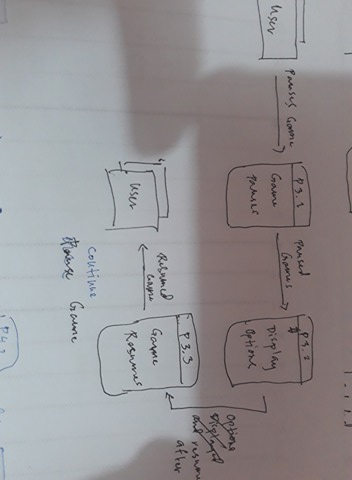 User
Pauses Game
P3.1
Game
Pauses
Paused
Games
P3.2
Display
Options
Options
Displayed
and resume
after
P3.3
Game
Resumes
Resumed
Game
User
Continue
Pause Game
P4.2